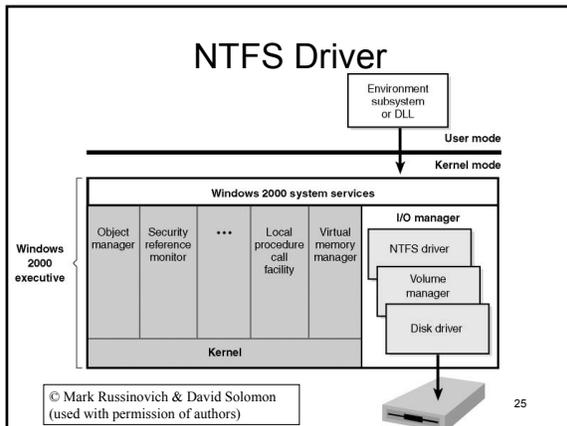 NTFS Driver
Environment
subsystem
or DLL
User mode
Kernel mode
Windows 2000 system services
Windows
2000
executive
Object
manager
Security
reference
monitor
•••
Local
procedure
call
facility
Virtual
memory
manager
I/O manager
NTFS driver
Volume
manager
Disk driver
Kernel
© Mark Russinovich & David Solomon
(used with permission of authors)
25